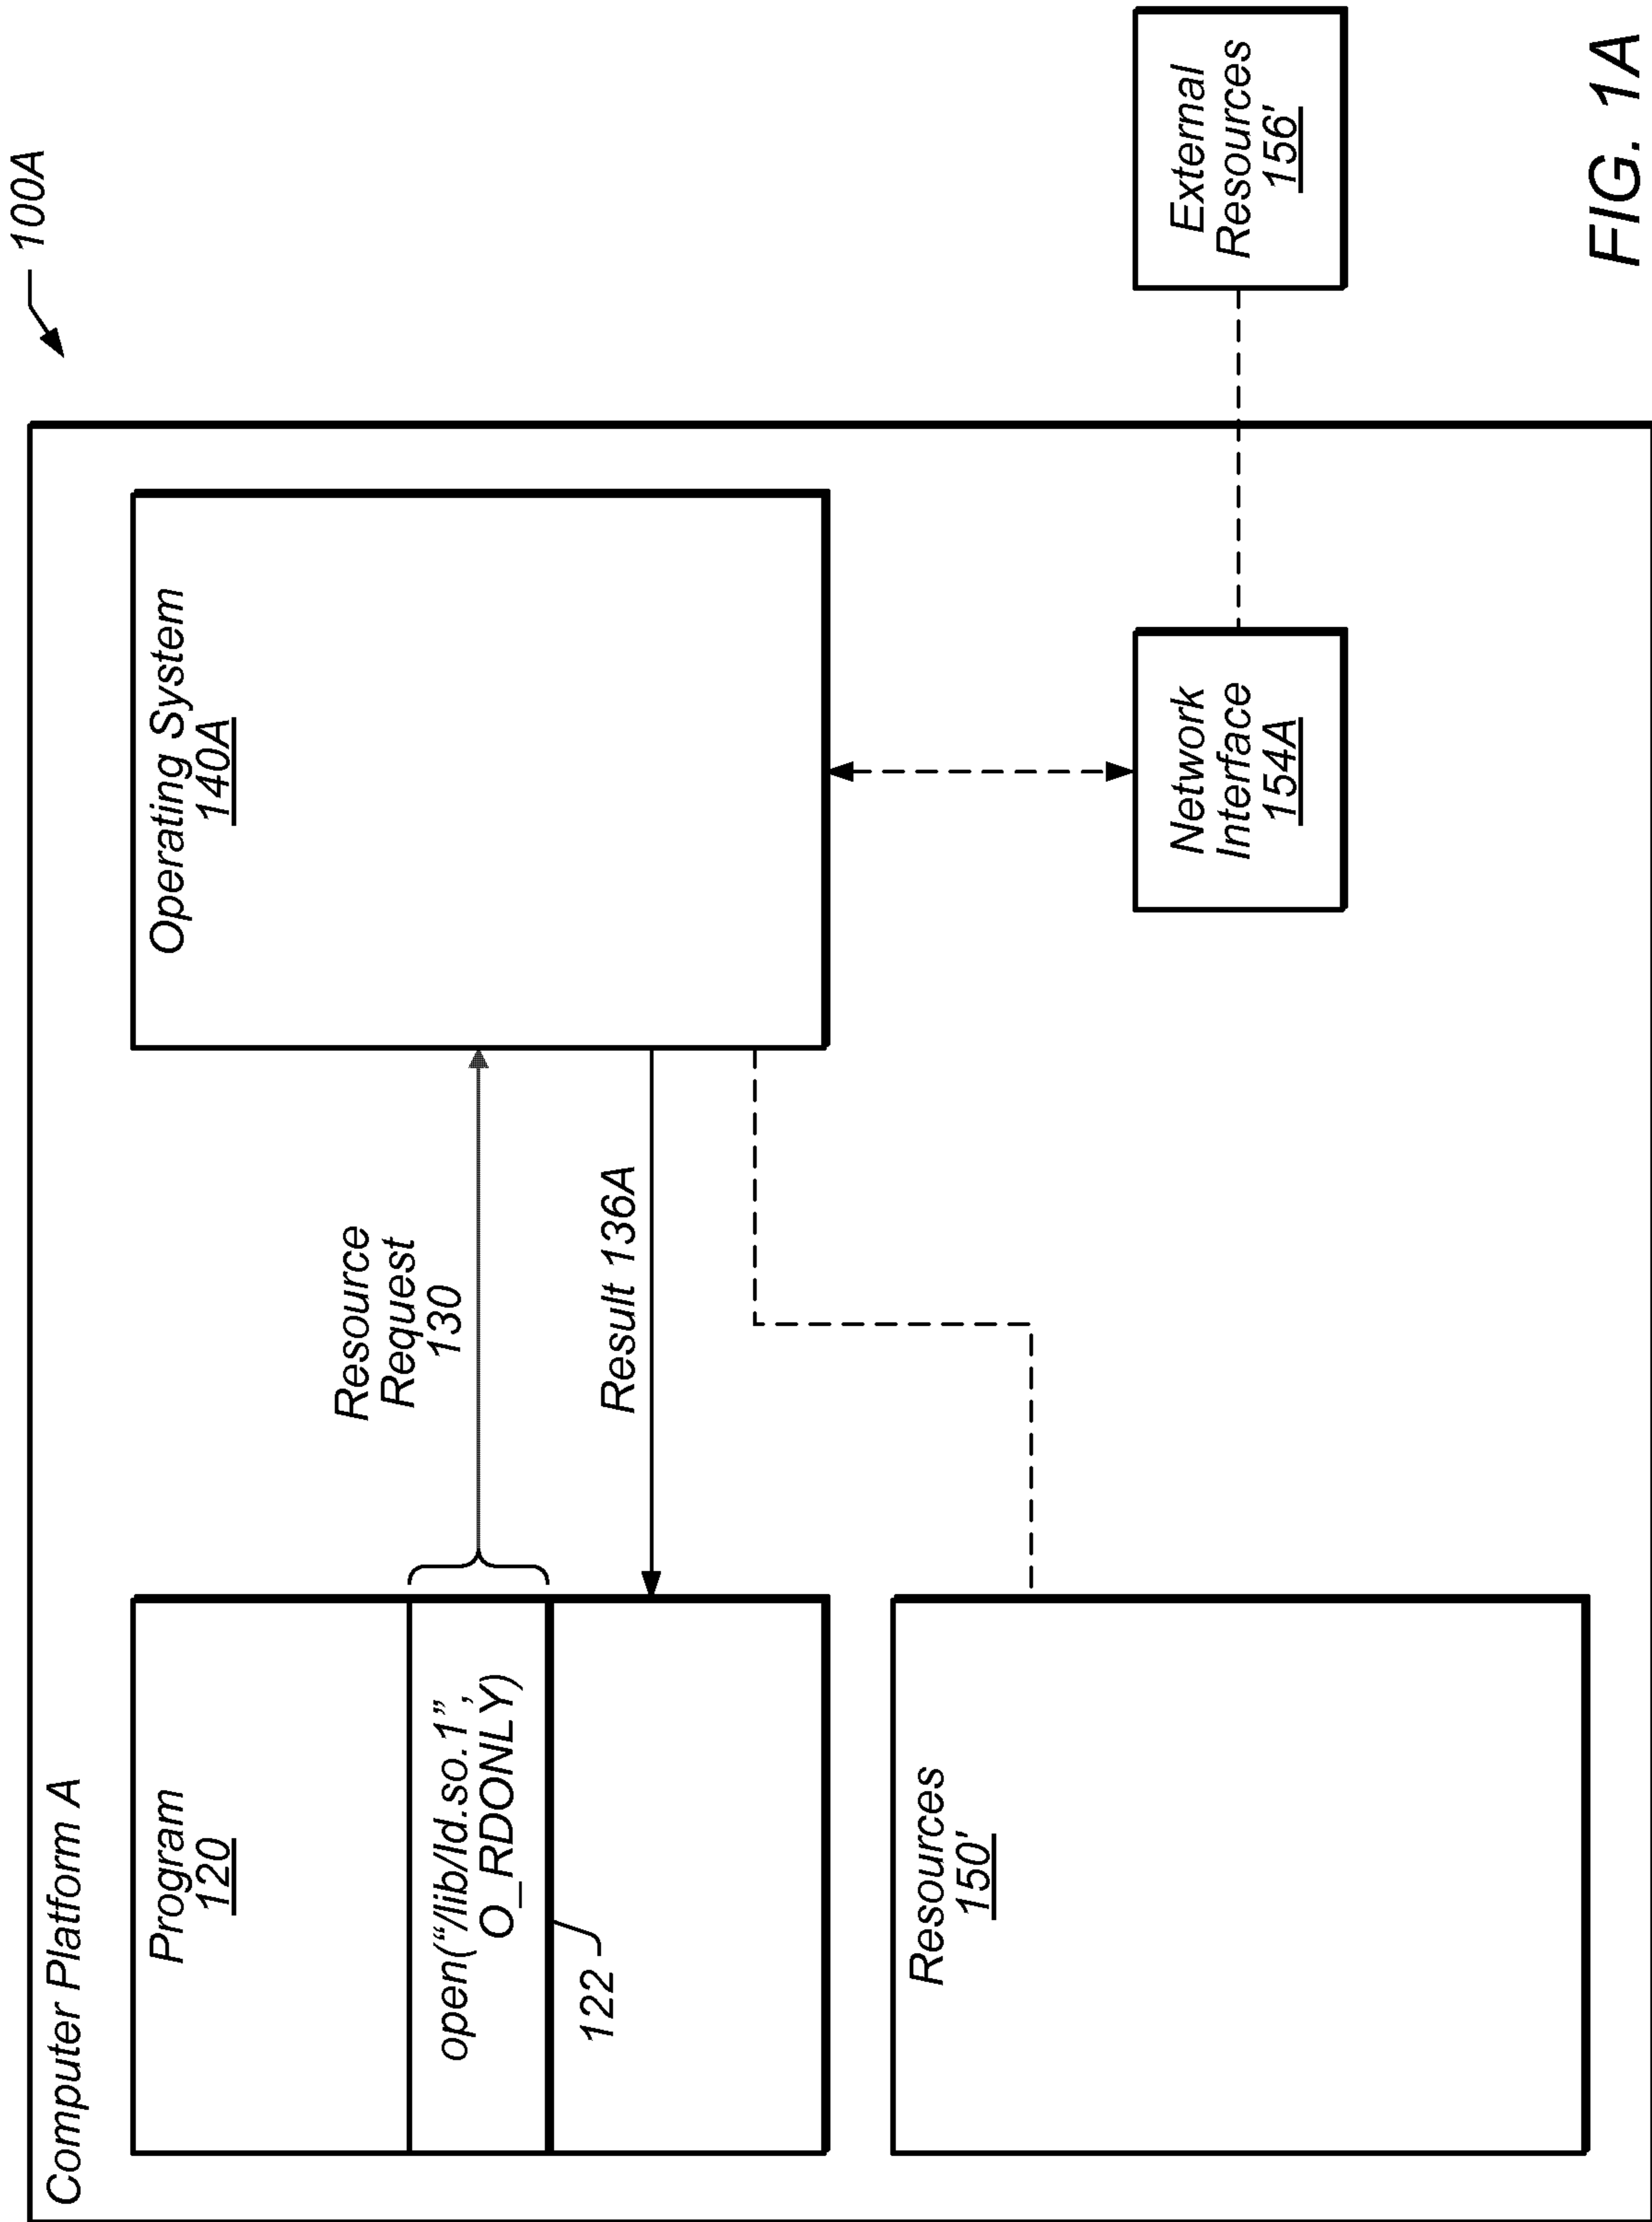 100A
Computer Platform A
Program
120
open(“/lib/ld.so.1”,
O_RDONLY)
122
Resource
Request
130
Result 136A
Operating System
140A
Resources
150'
Network
Interface
154A
External
Resources
156'
FIG. 1A